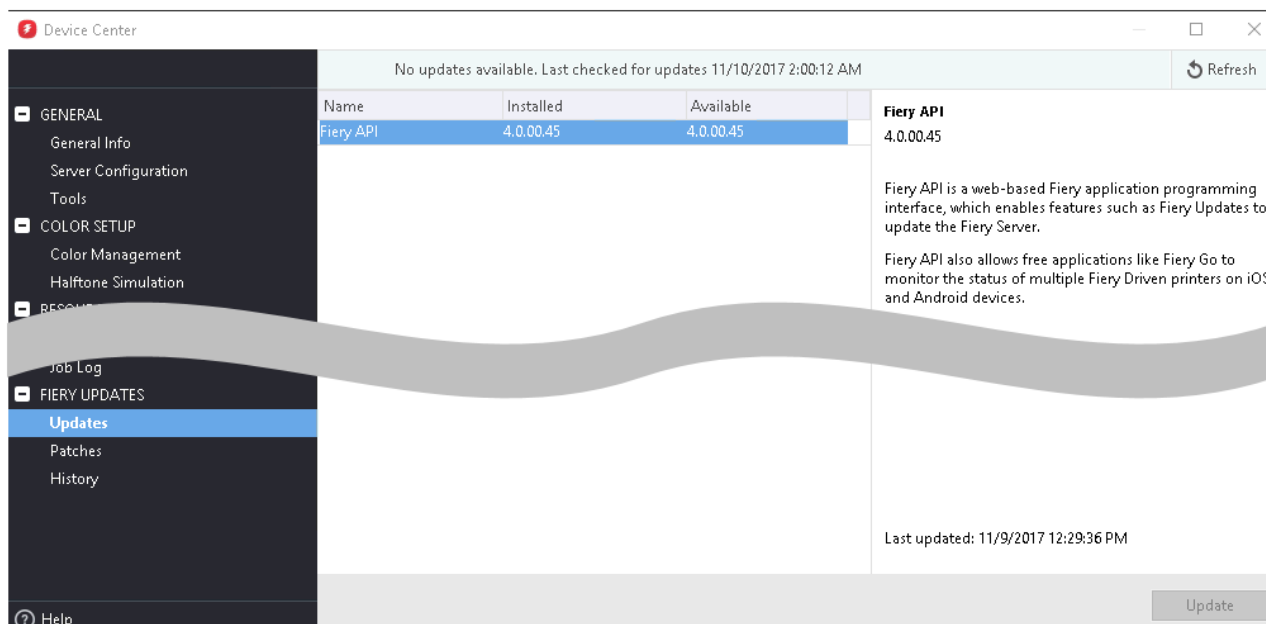 Device Center
No updates available. Last checked for updates 11/10/2017 2:00:12 AM
Refresh
GENERAL
General Info
Server Configuration
Tools
COLOR SETUP
Color Management
Halftone Simulation
Job Log
FIERY UPDATES
Updates
Patches
History
Help
Name Installed Available
Fiery API 4.0.00.45 4.0.00.45
Fiery API
4.0.00.45
Fiery API is a web-based Fiery application programming
interface, which enables features such as Fiery Updates to
update the Fiery Server.
Fiery API also allows free applications like Fiery Go to
monitor the status of multiple Fiery Driven printers on iOS
and Android devices.
Last updated: 11/9/2017 12:29:36 PM
Update